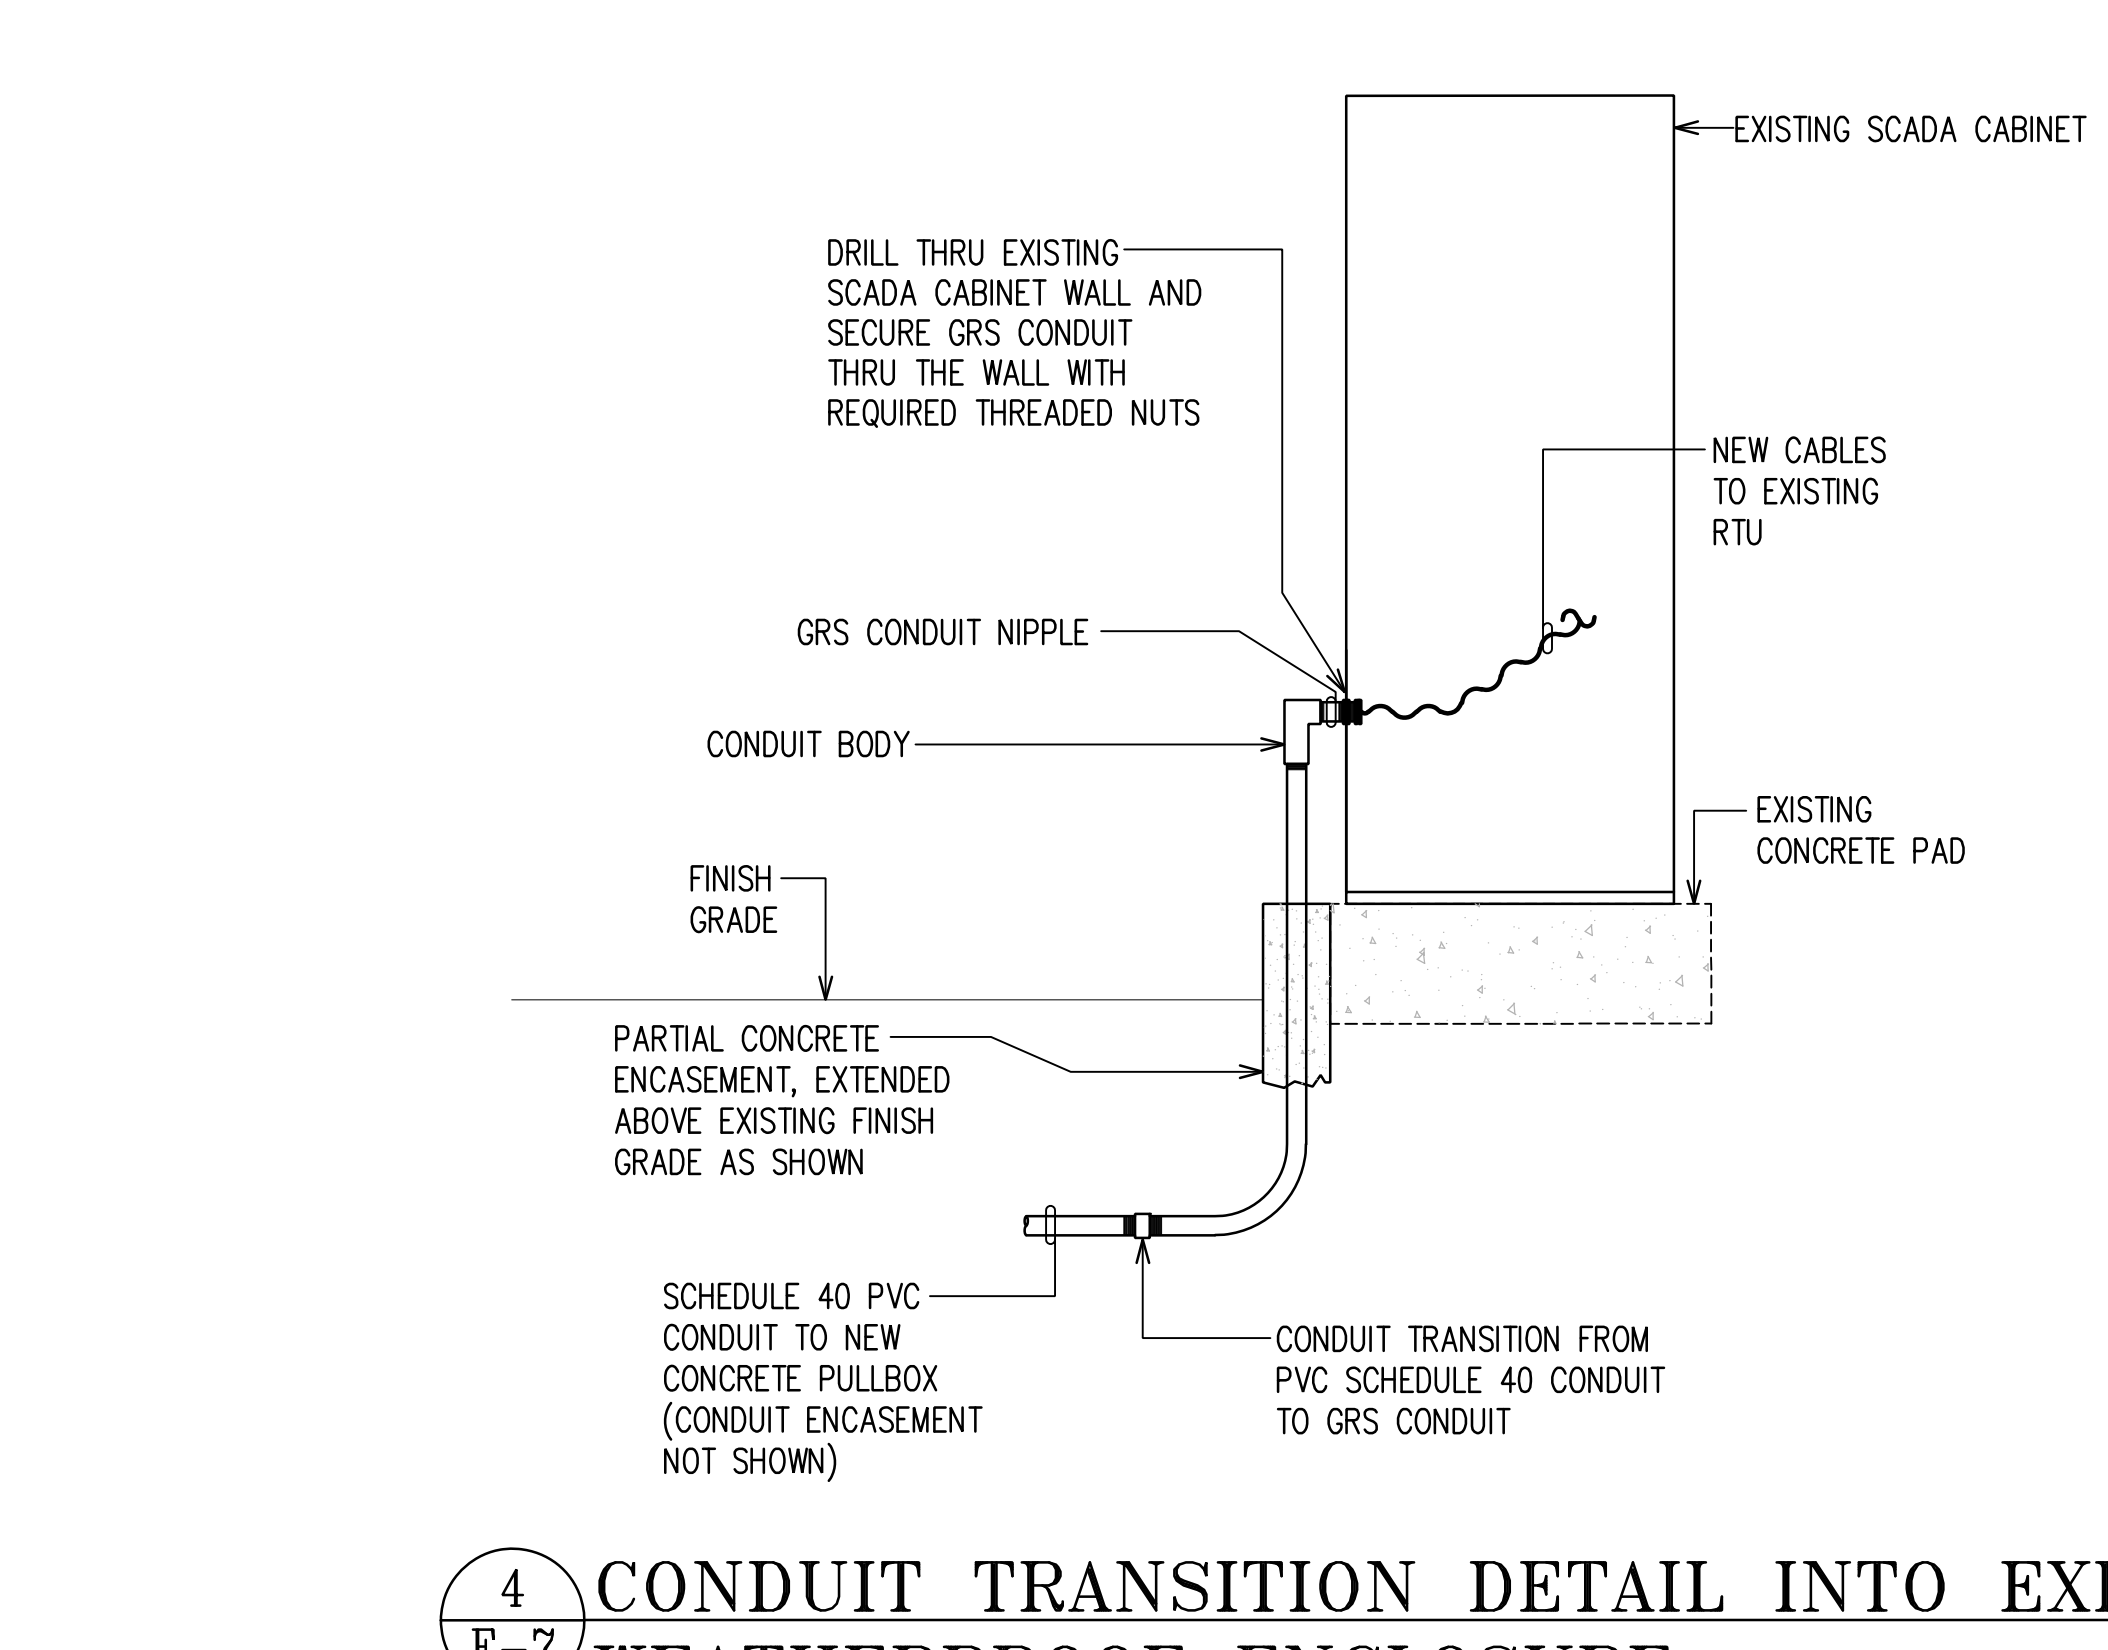 EXISTING SCADA CABINET
DRILL THRU EXISTING
SCADA CABINET WALL AND
SECURE GRS CONDUIT
THRU THE WALL WITH
REQUIRED THREADED NUTS
NEW CABLES
TO EXISTING
RTU
GRS CONDUIT NIPPLE
CONDUIT BODY
EXISTING
CONCRETE PAD
FINISH
GRADE
PARTIAL CONCRETE
ENCASEMENT, EXTENDED
ABOVE EXISTING FINISH
GRADE AS SHOWN
SCHEDULE 40 PVC
CONDUIT TO NEW
CONCRETE PULLBOX
(CONDUIT ENCASEMENT
NOT SHOWN)
CONDUIT TRANSITION FROM
PVC SCHEDULE 40 CONDUIT
TO GRS CONDUIT
4
CONDUIT TRANSITION DETAIL INTO
WEATHERPROOF ENCLOSURE